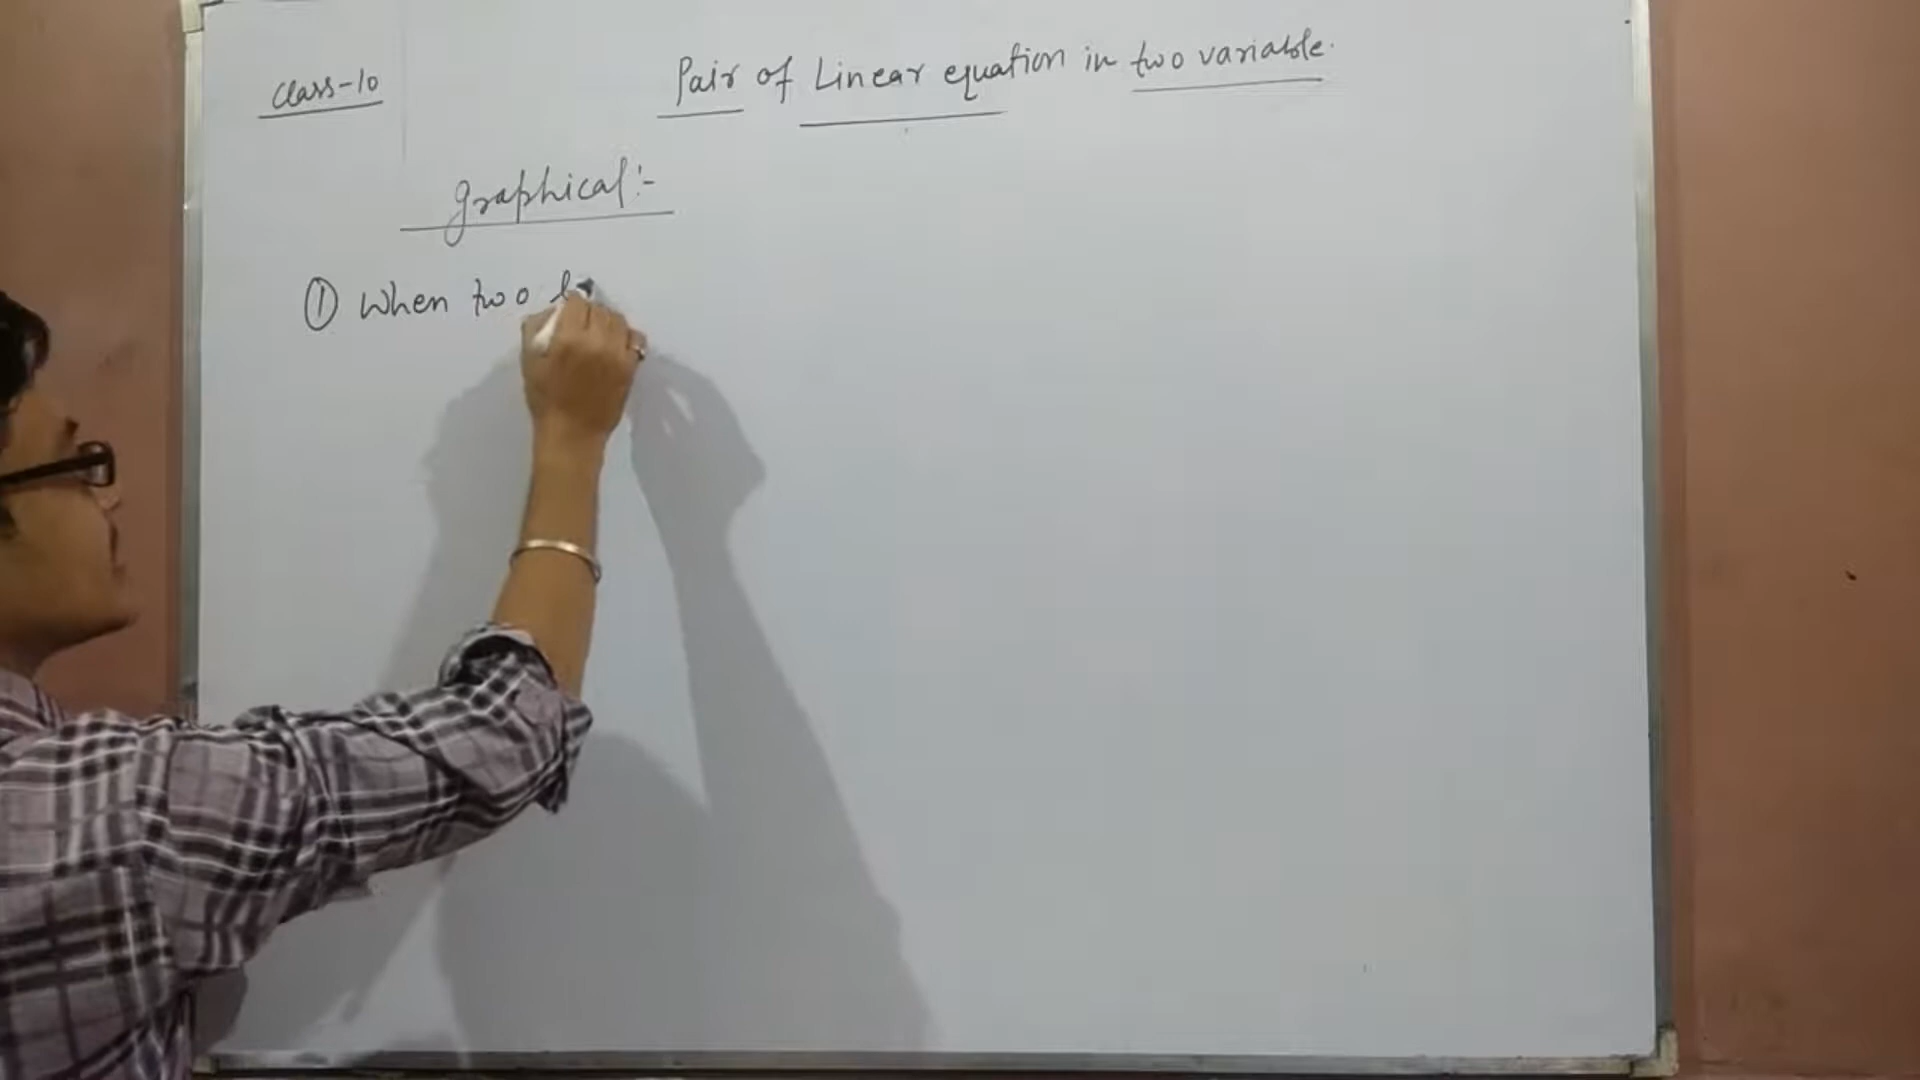 Class-10
Pair of Linear equation in two variable.
graphical:-
① When two